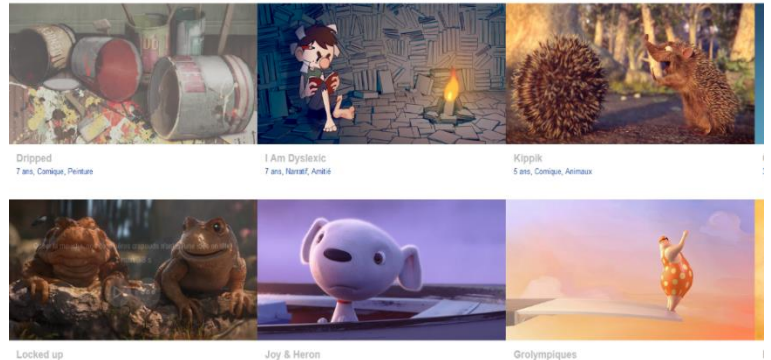 Dripped
7 ans, Comique, Peinture
I Am Dyslexic
7 ans, Narratif, Amitié
Kippik
5 ans, Comique, Animaux
Locked up
Joy & Heron
Grolympiques